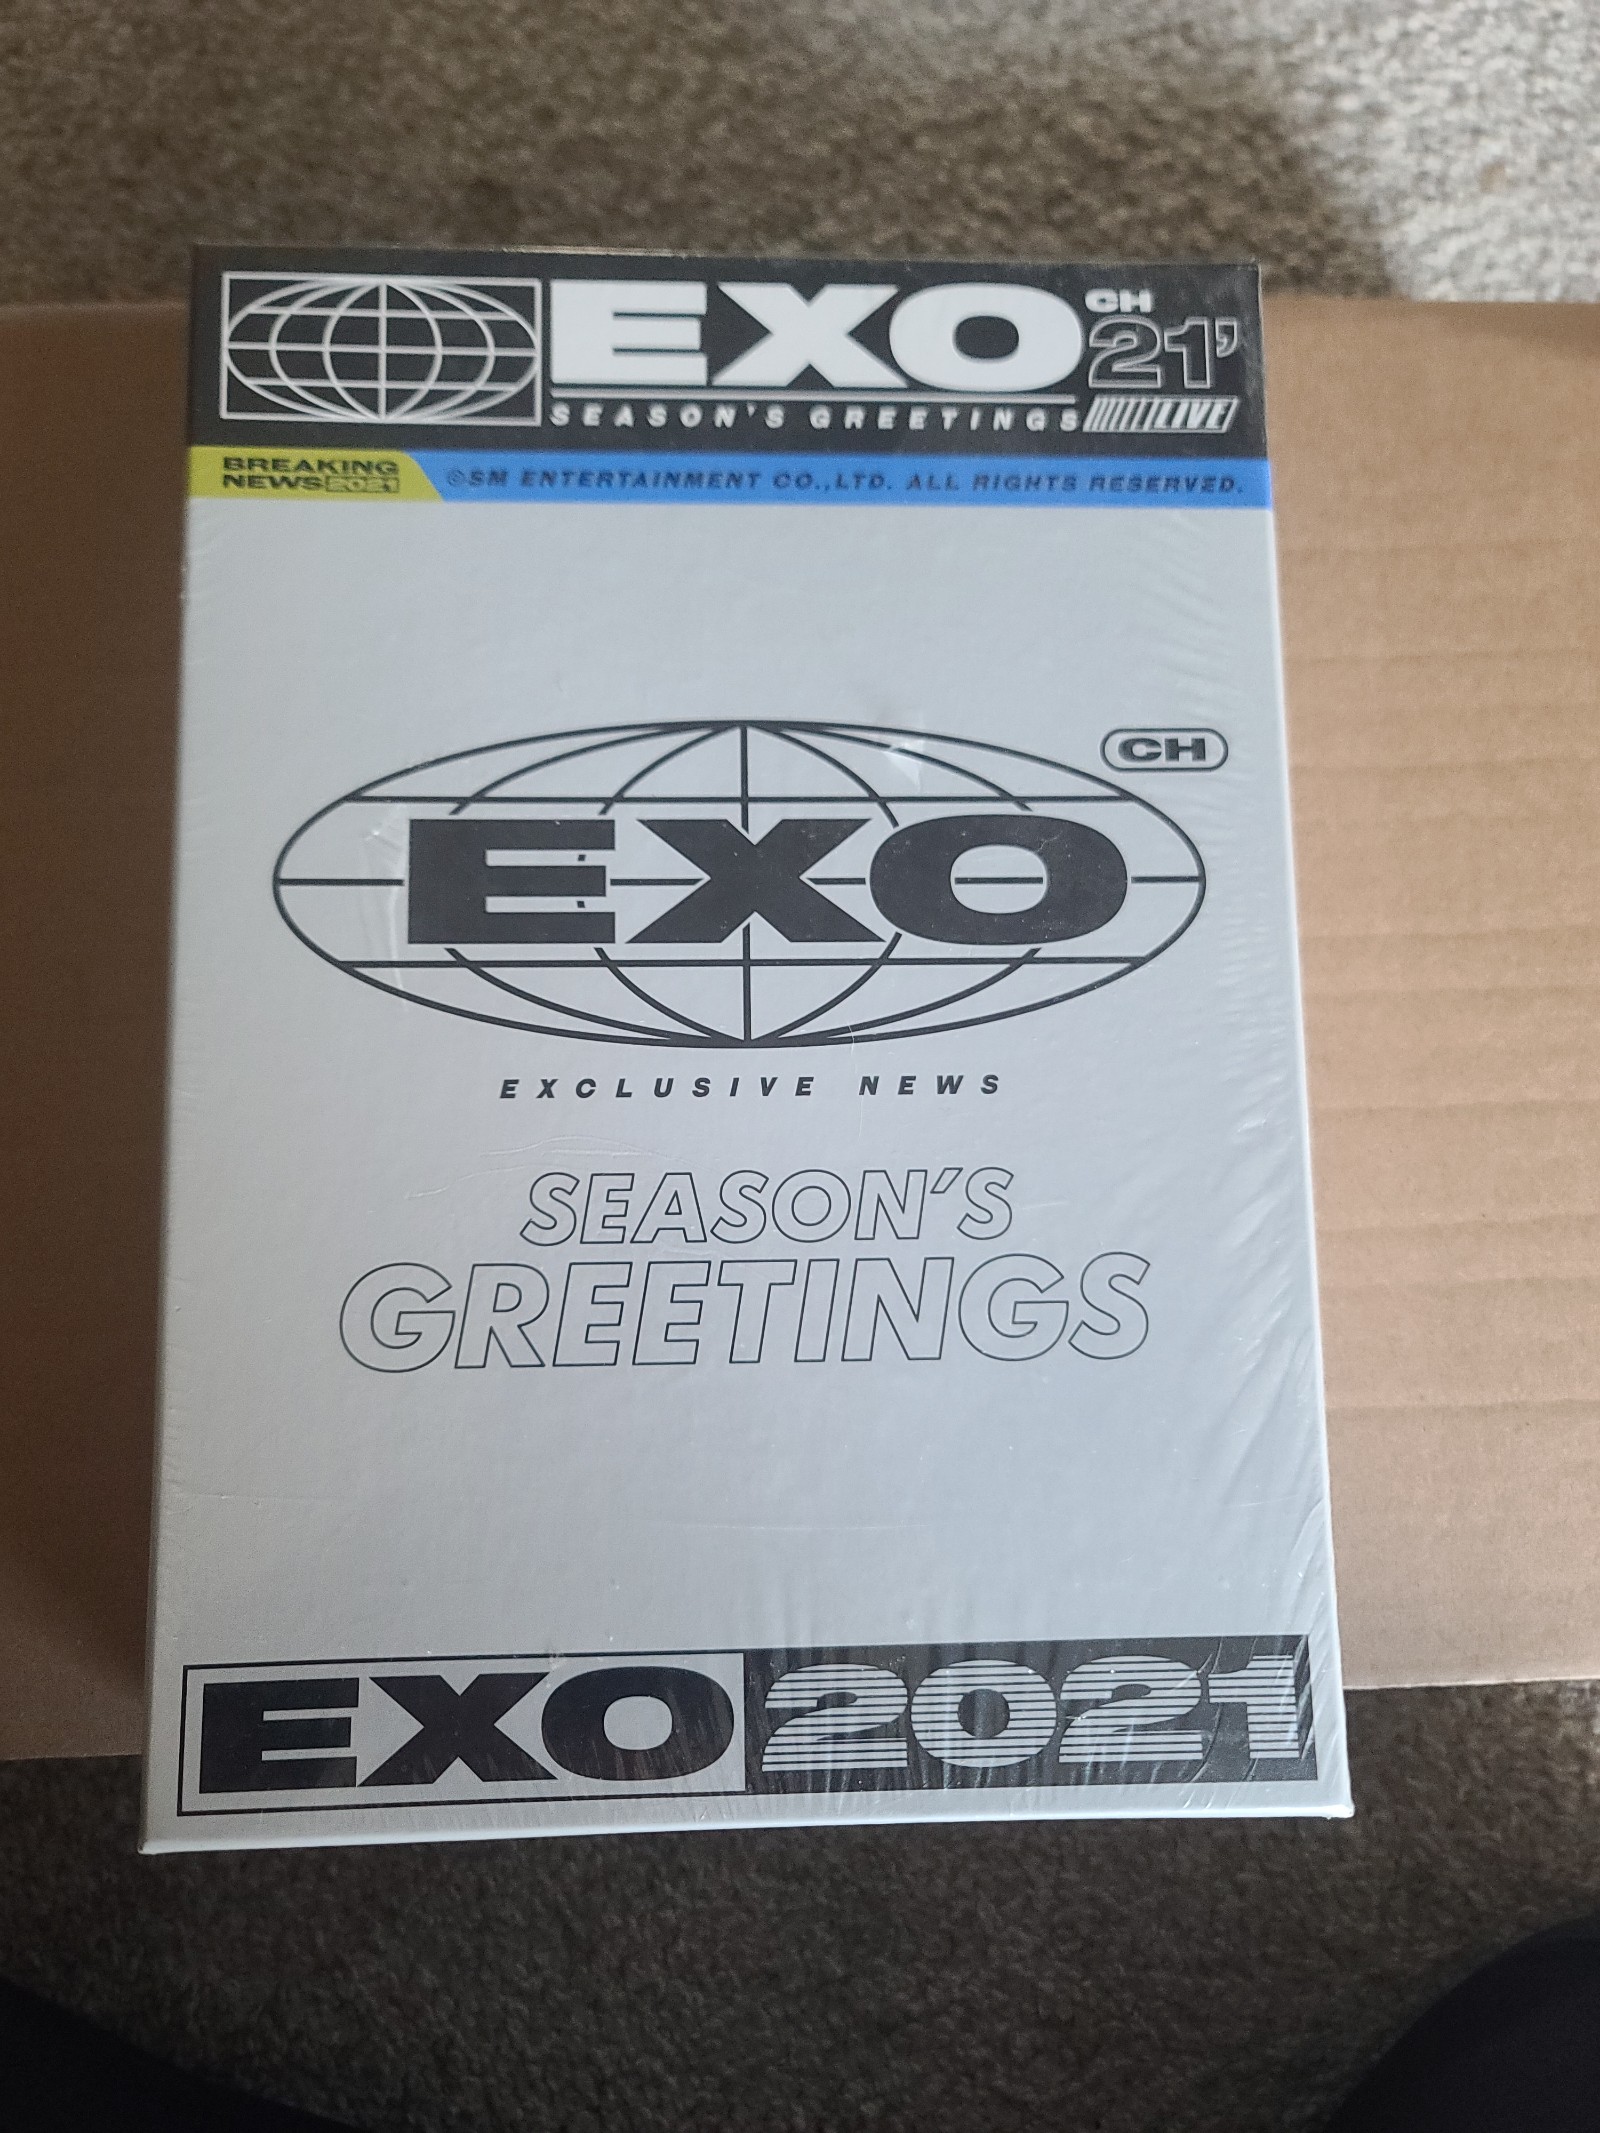 EXO
CH
21'
SEASON'S GREETINGS
LIVE
BREAKING
NEWS 2021
©SM ENTERTAINMENT CO.,LTD. ALL RIGHTS RESERVED.
CH
EXO
EXCLUSIVE NEWS
SEASON'S
GREETINGS
EXO 2021